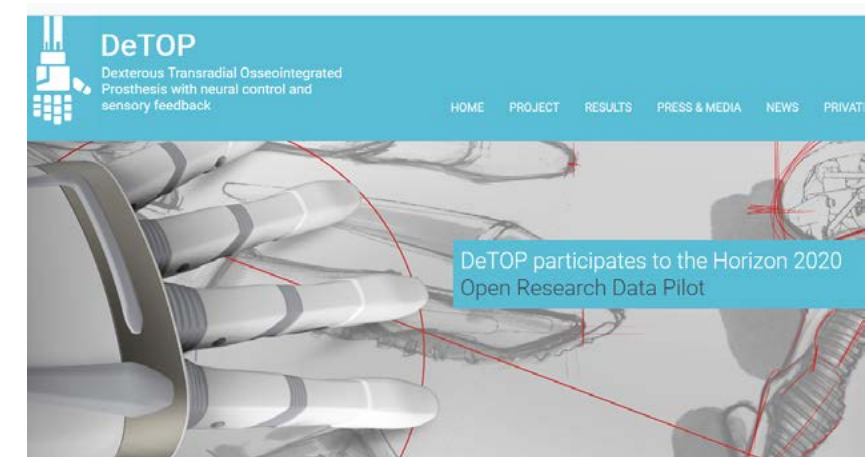 DeTOP
Dexterous Transradial Osseointegrated
Prosthesis with neural control and
sensory feedback
HOME PROJECT RESULTS PRESS & MEDIA NEWS PRIVAT
DeTOP participates to the Horizon 2020
Open Research Data Pilot